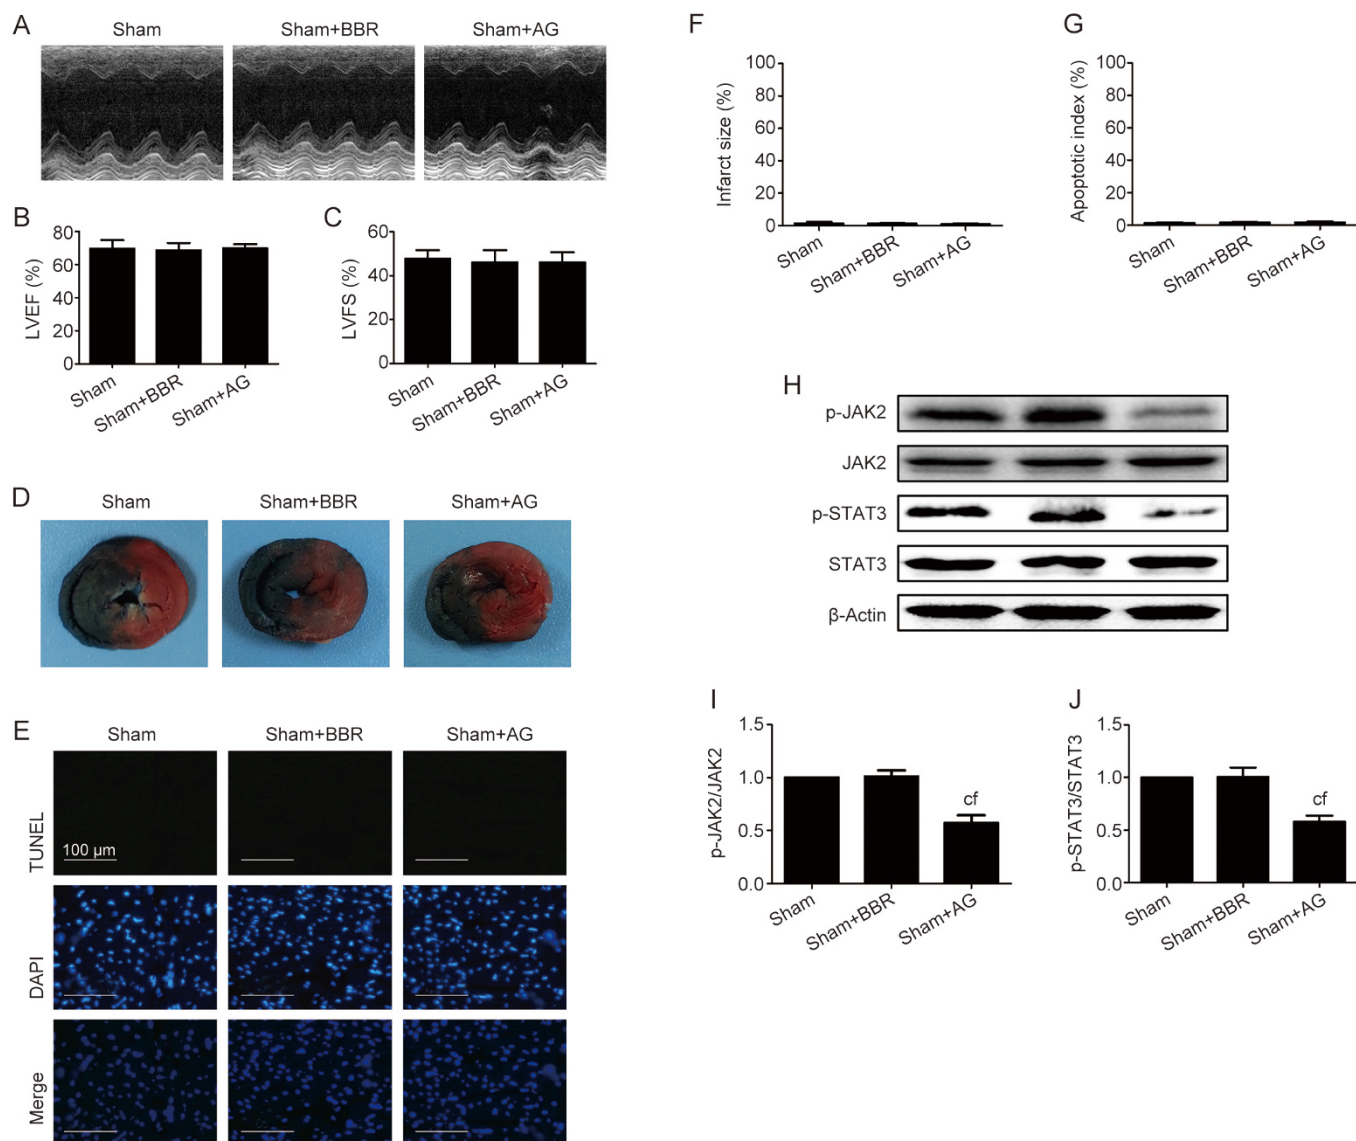 A
Sham Sham+BBR Sham+AG
B
LVEF (%)
80
60
40
20
0
Sham
Sham+BBR
Sham+AG
C
LVFS (%)
60
40
20
0
Sham
Sham+BBR
Sham+AG
D
Sham Sham+BBR Sham+AG
E
Sham Sham+BBR Sham+AG
TUNEL
100 µm
DAPI
Merge
F
Infarct size (%)
100
80
60
40
20
0
Sham
Sham+BBR
Sham+AG
G
Apoptotic index (%)
100
80
60
40
20
0
Sham
Sham+BBR
Sham+AG
H
p-JAK2
JAK2
p-STAT3
STAT3
β-Actin
I
p-JAK2/JAK2
1.5
1.0
0.5
0.0
cf
Sham
Sham+BBR
Sham+AG
J
p-STAT3/STAT3
1.5
1.0
0.5
0.0
cf
Sham
Sham+BBR
Sham+AG